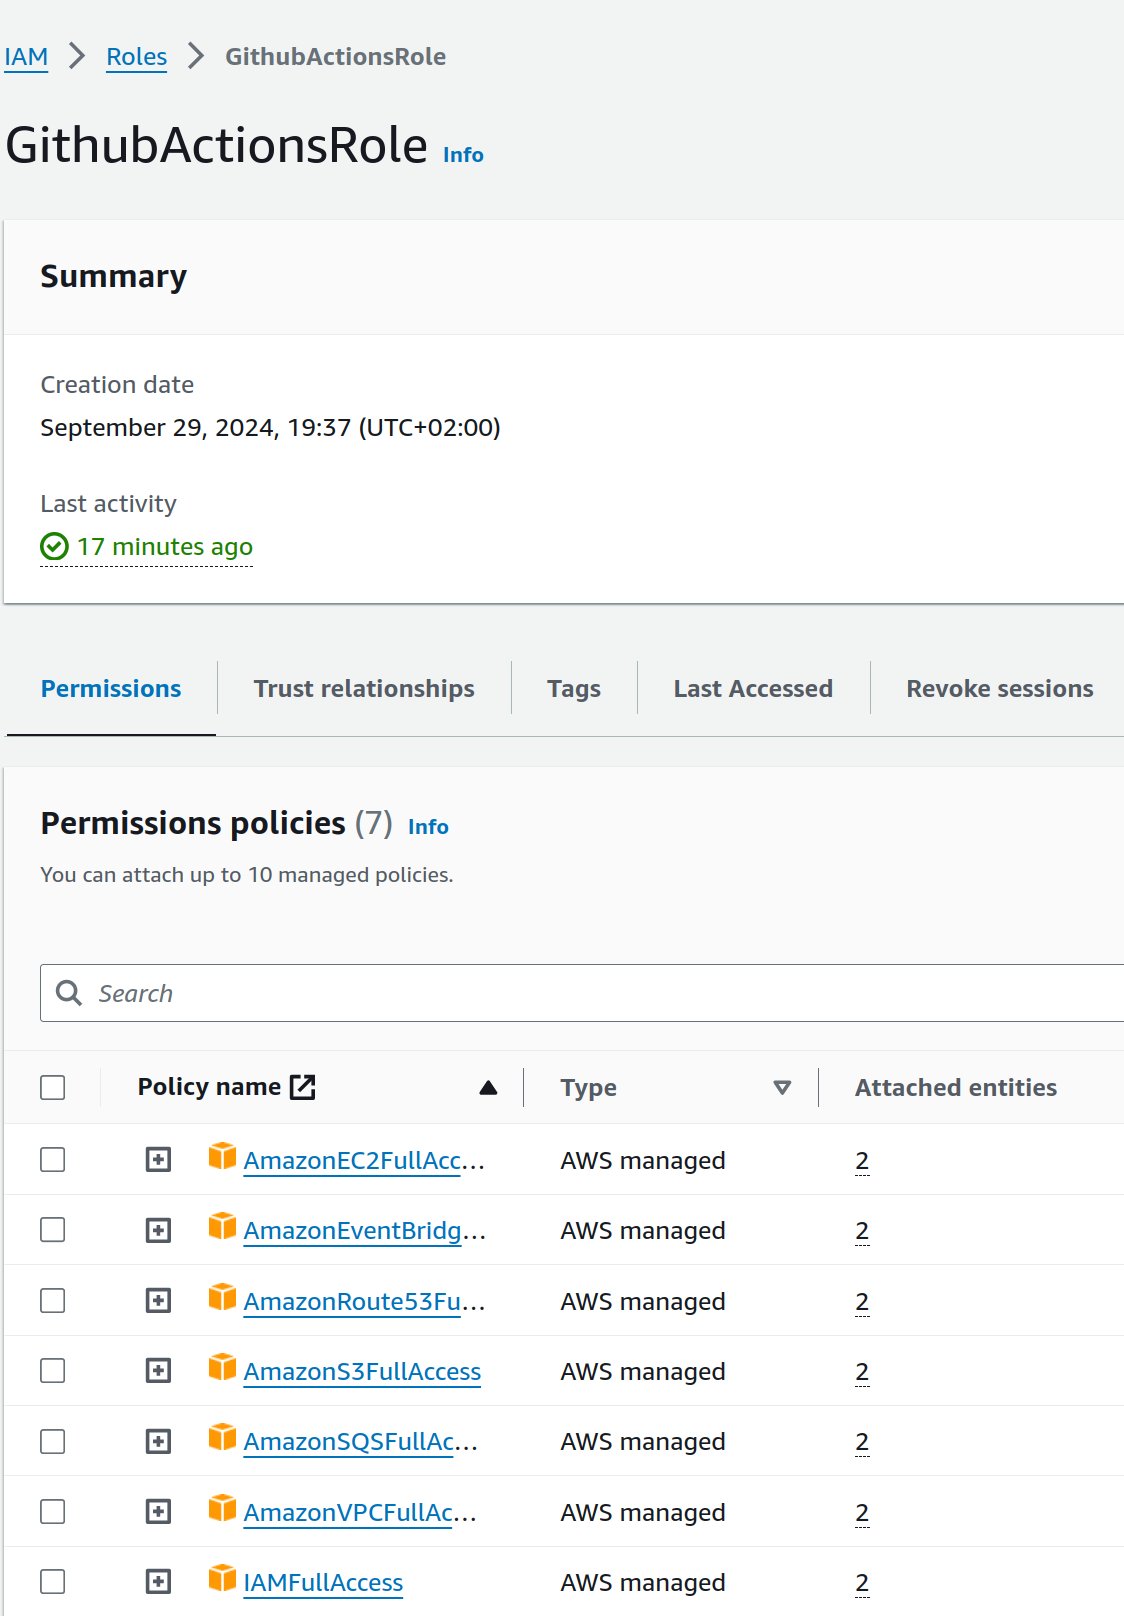 IAM > Roles > GithubActionsRole
GithubActionsRole Info
Summary
Creation date
September 29, 2024, 19:37 (UTC+02:00)
Last activity
17 minutes ago
Permissions Trust relationships Tags Last Accessed Revoke sessions
Permissions policies (7) Info
You can attach up to 10 managed policies.
Search
Policy name Type Attached entities
AmazonEC2FullAcc... AWS managed 2
AmazonEventBridg... AWS managed 2
AmazonRoute53Fu... AWS managed 2
AmazonS3FullAccess AWS managed 2
AmazonSQSFullAc... AWS managed 2
AmazonVPCFullAc... AWS managed 2
IAMFullAccess AWS managed 2